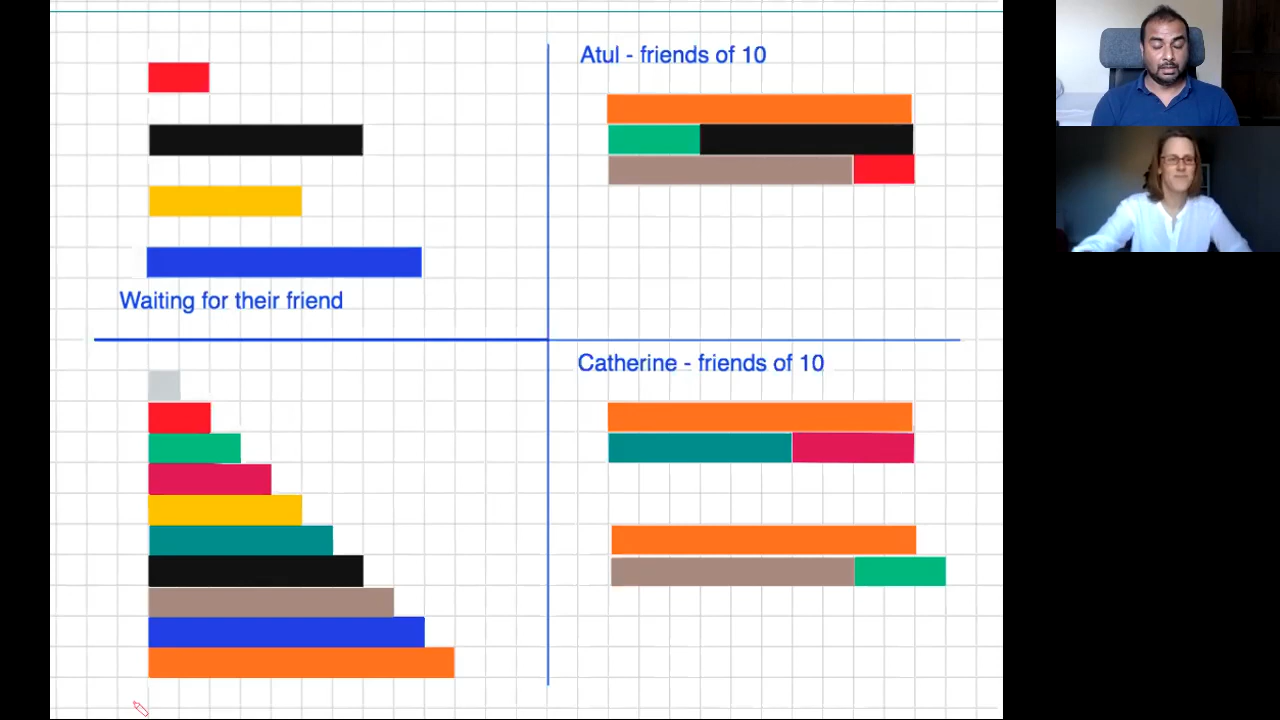 Atul - friends of 10
Waiting for their friend
Catherine - friends of 10